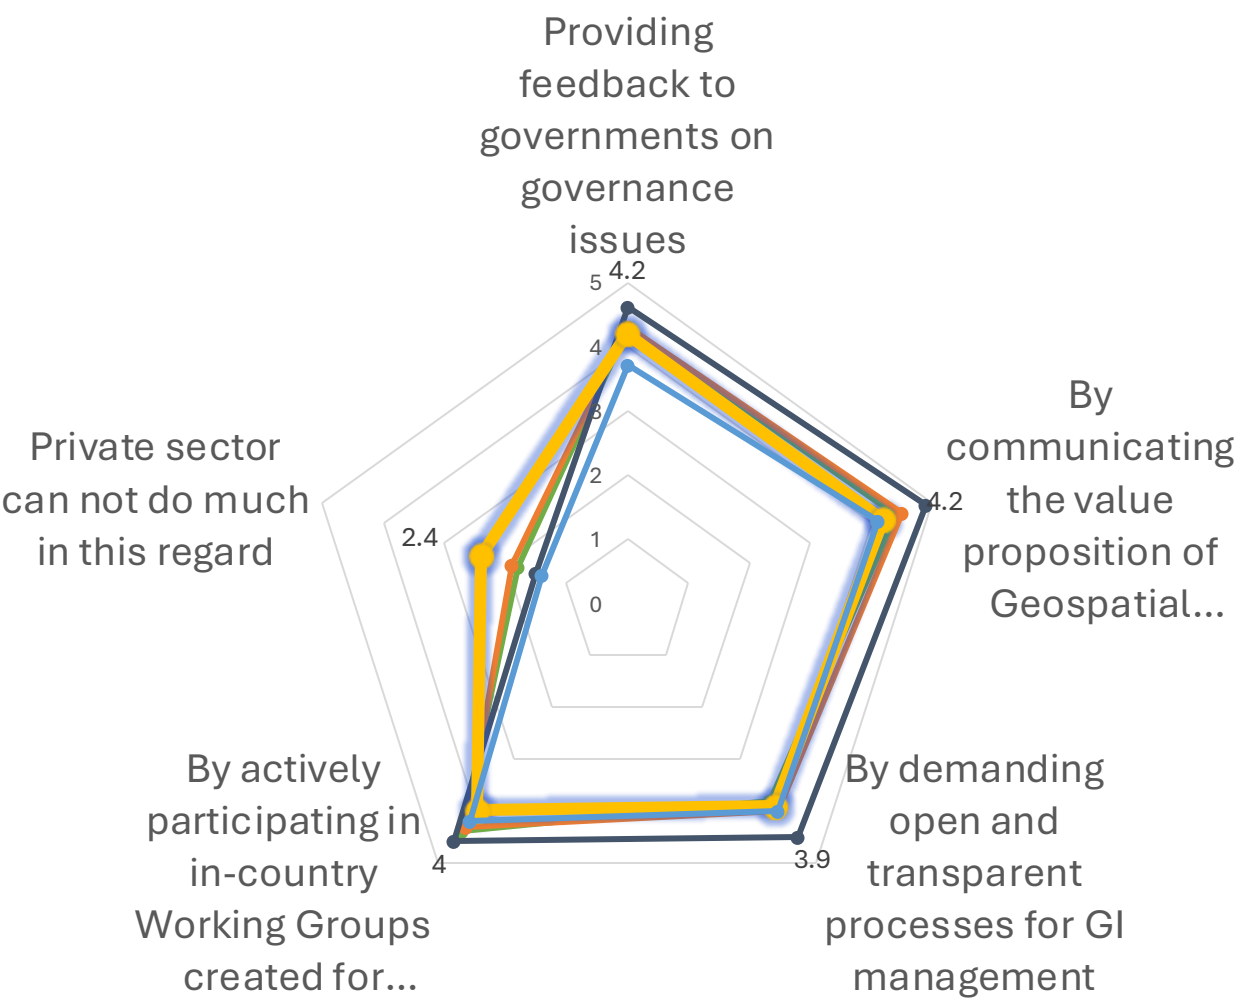 Providing
feedback to
governments on
governance
issues
4.2
5
4
3
2
1
0
By
communicating
the value
proposition of
Geospatial...
4.2
Private sector
can not do much
in this regard
2.4
By demanding
open and
transparent
processes for GI
management
3.9
By actively
participating in
in-country
Working Groups
created for...
4